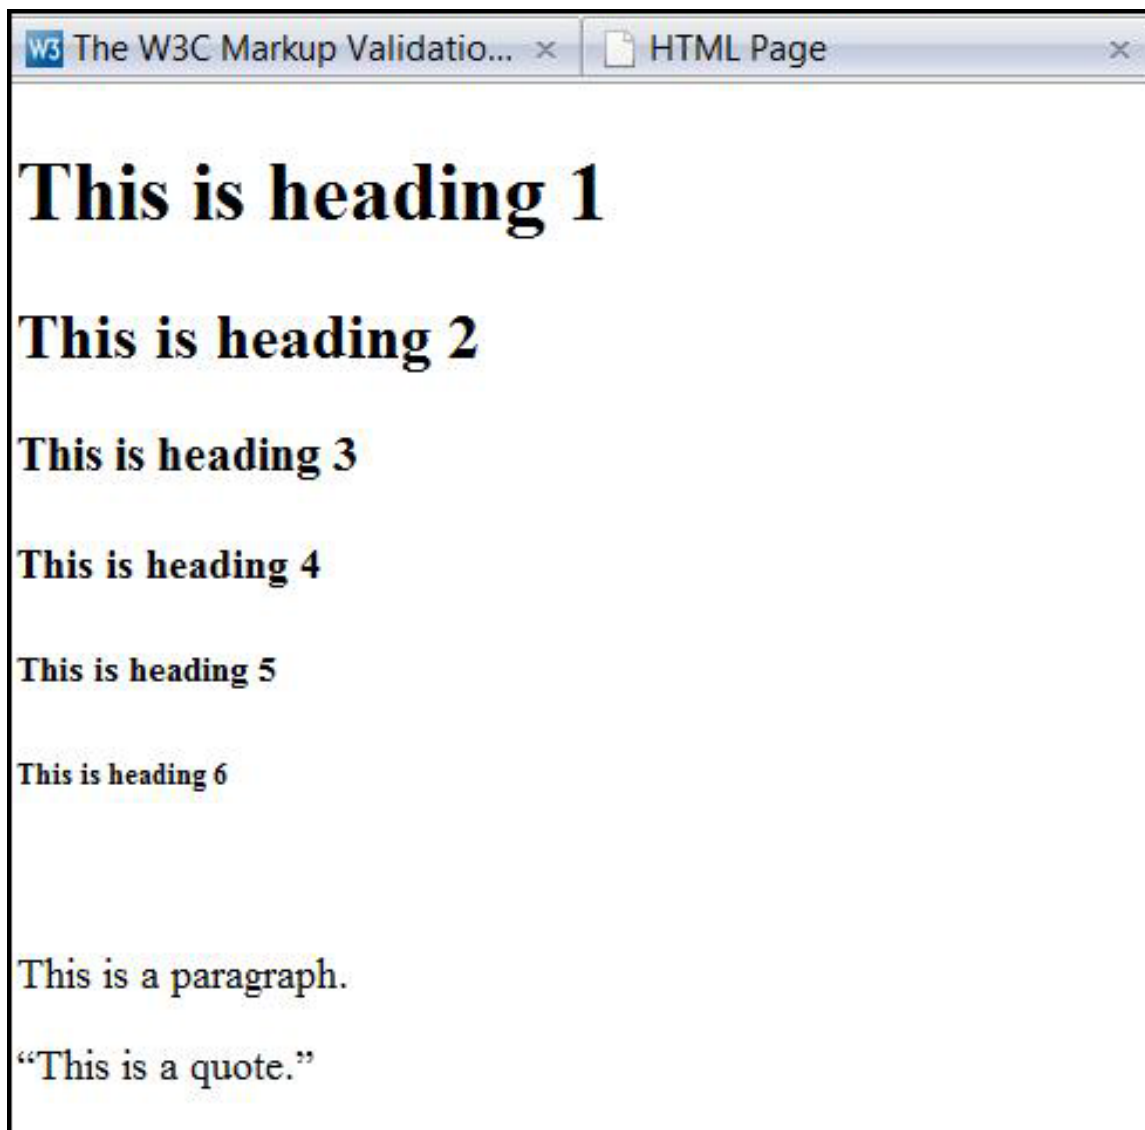 W3 The W3C Markup Validatio... × HTML Page ×
This is heading 1
This is heading 2
This is heading 3
This is heading 4
This is heading 5
This is heading 6
This is a paragraph.
“This is a quote.”